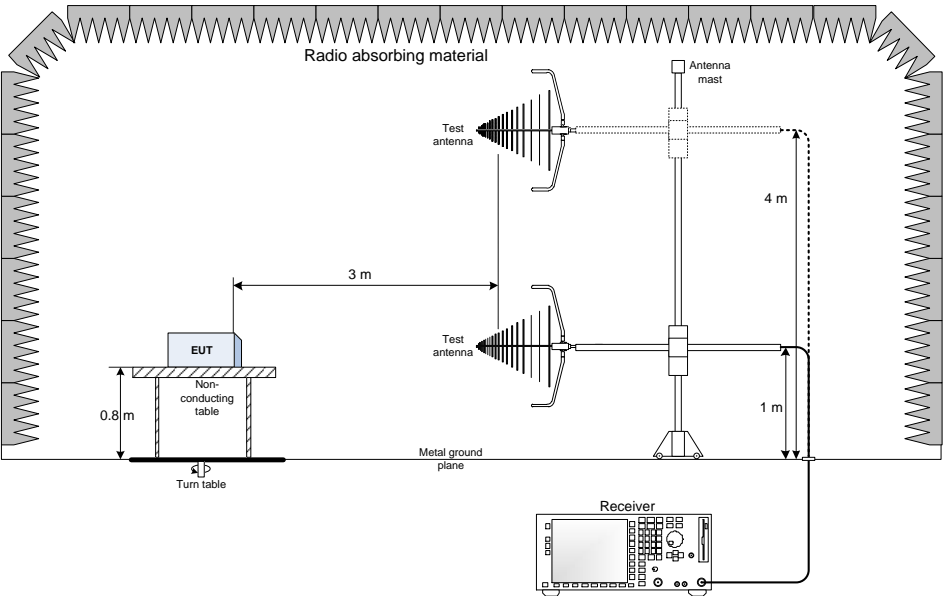 Radio absorbing material
Antenna
mast
Test
antenna
4 m
3 m
EUT
Test
antenna
Non-
conducting
table
0.8 m
1 m
Metal ground
plane
Turn table
Receiver